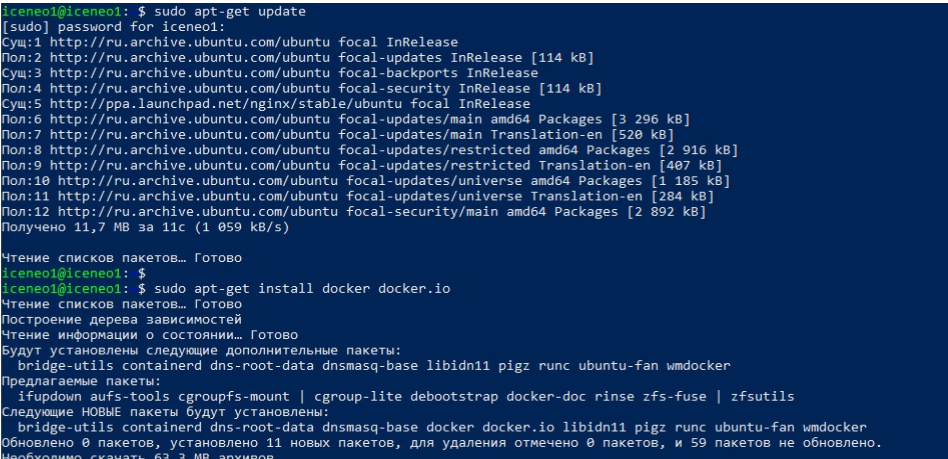 iceneo1@iceneo1:~$ sudo apt-get update
[sudo] password for iceneo1:
Сущ:1 http://ru.archive.ubuntu.com/ubuntu focal InRelease
Пол:2 http://ru.archive.ubuntu.com/ubuntu focal-updates InRelease [114 kB]
Сущ:3 http://ru.archive.ubuntu.com/ubuntu focal-backports InRelease
Пол:4 http://ru.archive.ubuntu.com/ubuntu focal-security InRelease [114 kB]
Сущ:5 http://ppa.launchpad.net/nginx/stable/ubuntu focal InRelease
Пол:6 http://ru.archive.ubuntu.com/ubuntu focal-updates/main amd64 Packages [3 296 kB]
Пол:7 http://ru.archive.ubuntu.com/ubuntu focal-updates/main Translation-en [520 kB]
Пол:8 http://ru.archive.ubuntu.com/ubuntu focal-updates/restricted amd64 Packages [2 916 kB]
Пол:9 http://ru.archive.ubuntu.com/ubuntu focal-updates/restricted Translation-en [407 kB]
Пол:10 http://ru.archive.ubuntu.com/ubuntu focal-updates/universe amd64 Packages [1 185 kB]
Пол:11 http://ru.archive.ubuntu.com/ubuntu focal-updates/universe Translation-en [284 kB]
Пол:12 http://ru.archive.ubuntu.com/ubuntu focal-security/main amd64 Packages [2 892 kB]
Получено 11,7 MB за 11с (1 059 kB/s)
Чтение списков пакетов… Готово
iceneo1@iceneo1:~$
iceneo1@iceneo1:~$ sudo apt-get install docker docker.io
Чтение списков пакетов… Готово
Построение дерева зависимостей
Чтение информации о состоянии… Готово
Будут установлены следующие дополнительные пакеты:
bridge-utils containerd dns-root-data dnsmasq-base libidn11 pigz runc ubuntu-fan wmdocker
Предлагаемые пакеты:
ifupdown aufs-tools cgroupfs-mount | cgroup-lite debootstrap docker-doc rinse zfs-fuse | zfsutils
Следующие НОВЫЕ пакеты будут установлены:
bridge-utils containerd dns-root-data dnsmasq-base docker docker.io libidn11 pigz runc ubuntu-fan wmdocker
Обновлено 0 пакетов, установлено 11 новых пакетов, для удаления отмечено 0 пакетов, и 59 пакетов не обновлено.
Необходимо скачать 63,3 MB архивов.